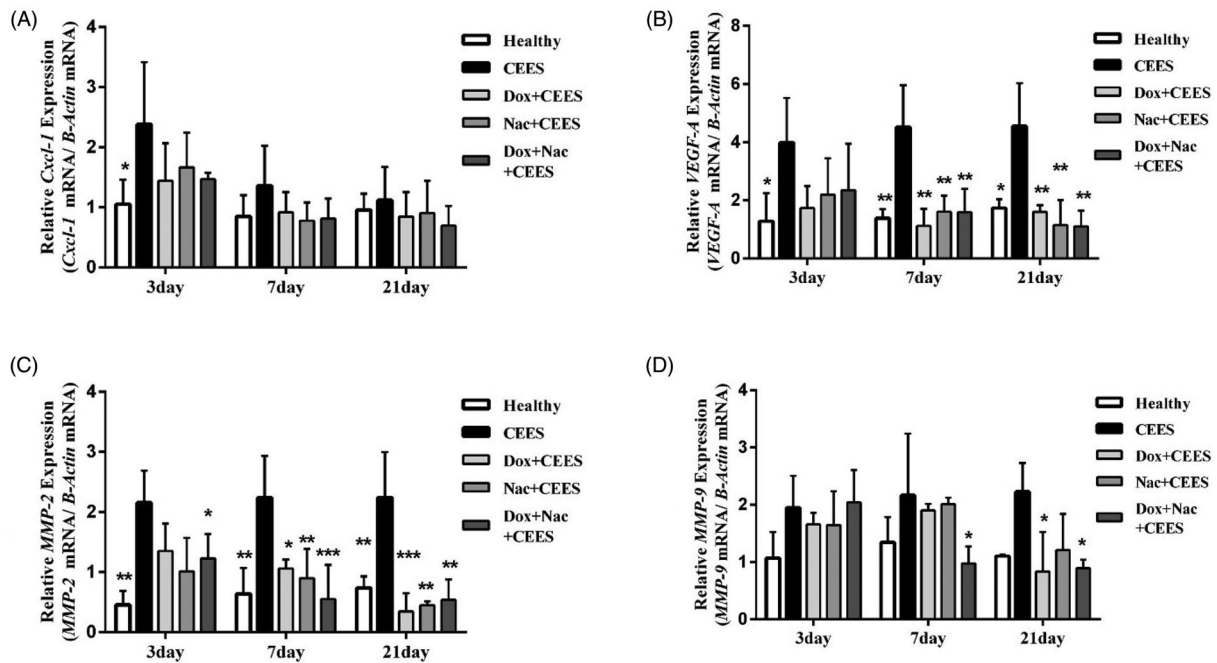 (A)
Relative Cxcl-1 Expression
(Cxcl-1 mRNA/ B-Actin mRNA)
4
3
2
1
0
*
3day
7day
21day
Healthy
CEES
Dox+CEES
Nac+CEES
Dox+Nac
+CEES
(B)
Relative VEGF-A Expression
(VEGF-A mRNA/ B-Actin mRNA)
8
6
4
2
0
*
** ** ** **
* ** ** **
3day
7day
21day
Healthy
CEES
Dox+CEES
Nac+CEES
Dox+Nac
+CEES
(C)
Relative MMP-2 Expression
(MMP-2 mRNA/ B-Actin mRNA)
4
3
2
1
0
** *
** * ** ***
** *** ** **
3day
7day
21day
Healthy
CEES
Dox+CEES
Nac+CEES
Dox+Nac
+CEES
(D)
Relative MMP-9 Expression
(MMP-9 mRNA/ B-Actin mRNA)
4
3
2
1
0
*
* *
3day
7day
21day
Healthy
CEES
Dox+CEES
Nac+CEES
Dox+Nac
+CEES